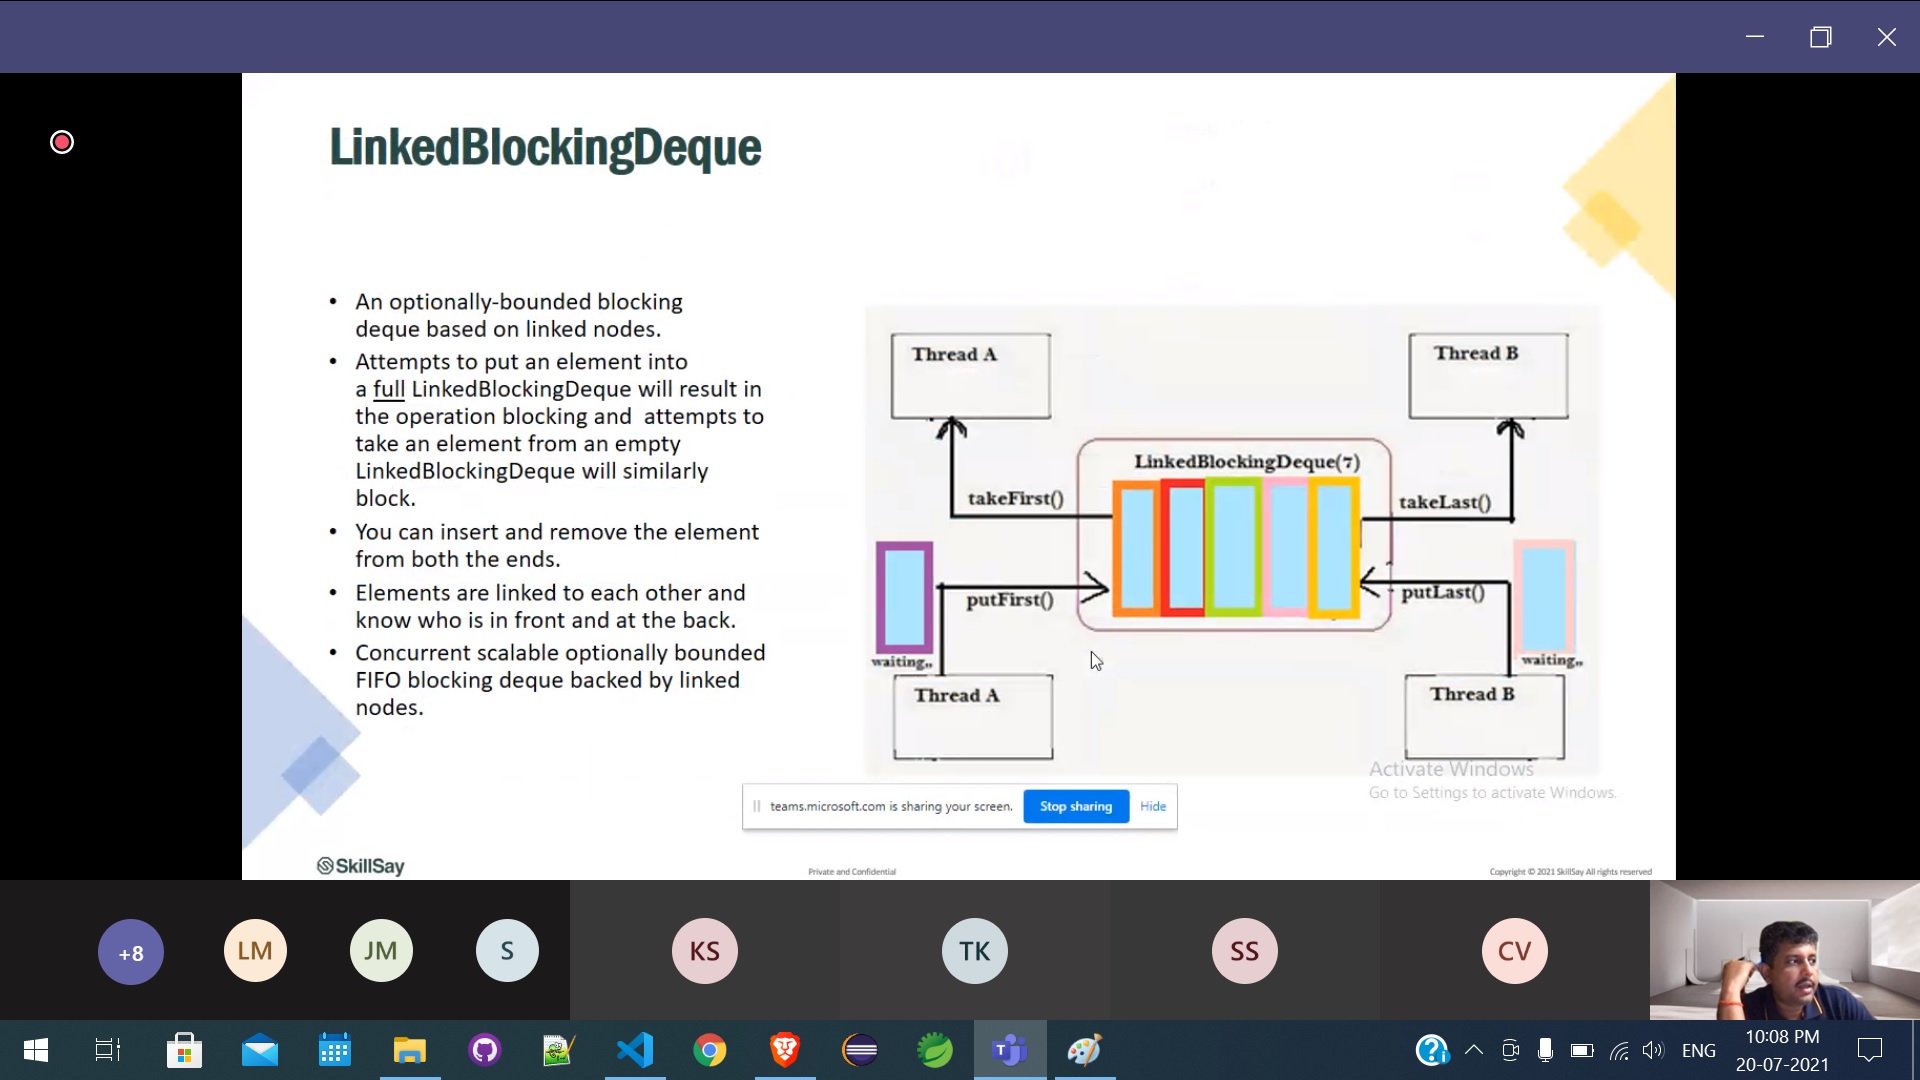 LinkedBlockingDeque
• An optionally-bounded blocking
deque based on linked nodes.
• Attempts to put an element into
a full LinkedBlockingDeque will result in
the operation blocking and  attempts to
take an element from an empty
LinkedBlockingDeque will similarly
block.
• You can insert and remove the element
from both the ends.
• Elements are linked to each other and
know who is in front and at the back.
• Concurrent scalable optionally bounded
FIFO blocking deque backed by linked
nodes.
Thread A
Thread B
LinkedBlockingDeque(7)
takeFirst()
takeLast()
putFirst()
putLast()
waiting..
waiting..
Thread A
Thread B
Activate Windows
Go to Settings to activate Windows.
teams.microsoft.com is sharing your screen.
Stop sharing
Hide
SkillSay
Private and Confidential
Copyright © 2021 SkillSay All rights reserved
+8
LM
JM
S
KS
TK
SS
CV
ENG
10:08 PM
20-07-2021